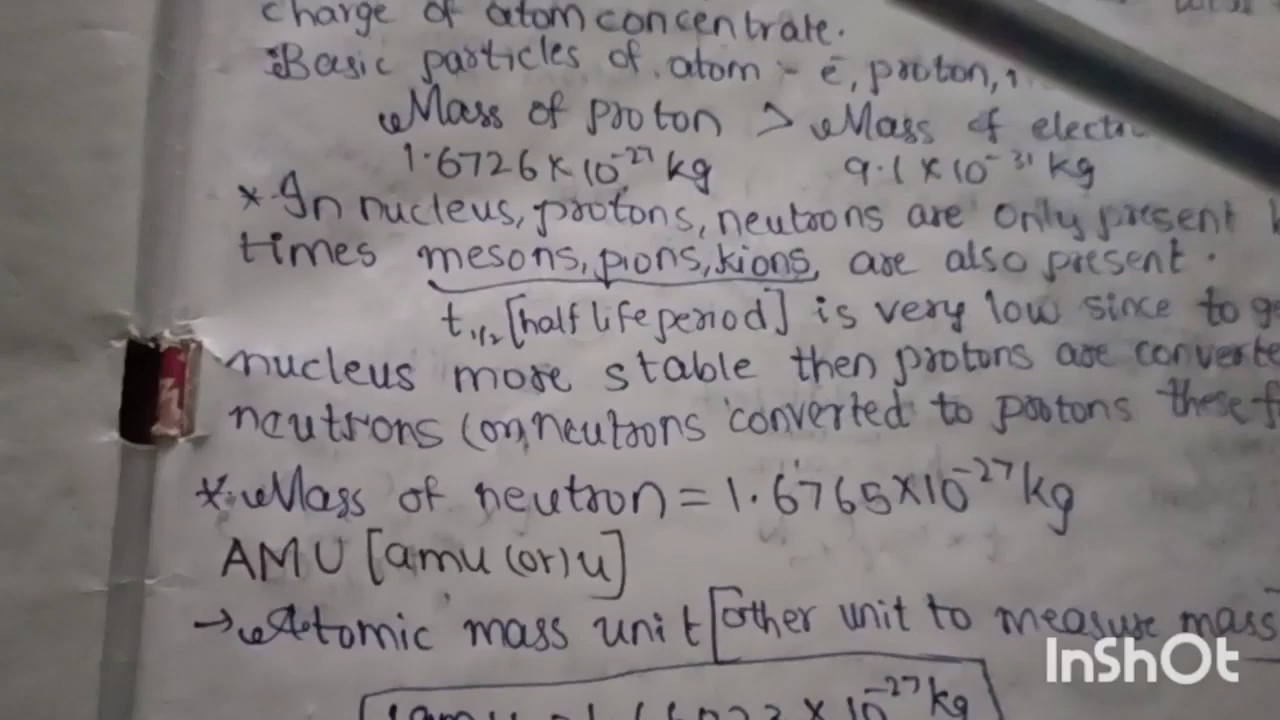 charge of atom concentrate.
Basic particles of atom - e̅, proton,
Mass of proton > Mass of
1.6726 × 10⁻²⁷ kg 9.1 × 10⁻³¹ kg
* In nucleus, protons, neutrons are only present
times mesons, pions, kions, are also present.
t₁/₂ [half life period] is very low since to
nucleus more stable then protons are
neutrons (or) neutrons converted to protons these
* Mass of neutron = 1.6765×10⁻²⁷ kg
AMU [amu (or) u]
→ Atomic mass unit [other unit to measure mass
× 10⁻²⁷ kg
InShOt